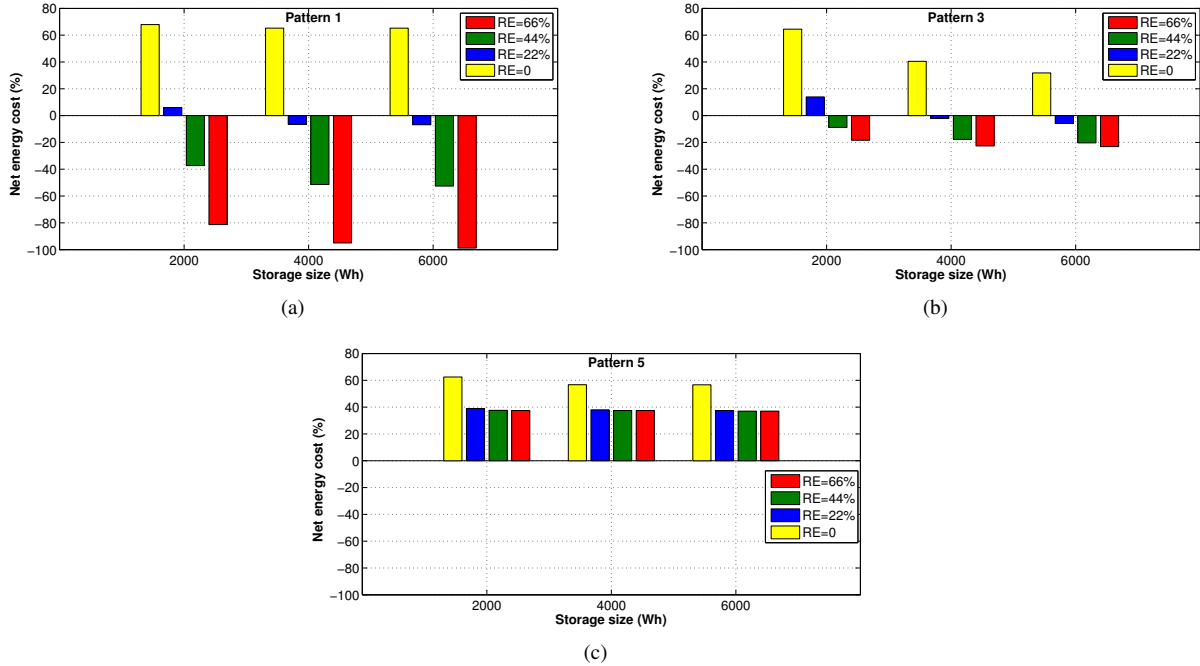 Pattern 1
RE=66%
RE=44%
RE=22%
RE=0
Net energy cost (%)
80
60
40
20
0
−20
−40
−60
−80
−100
2000
4000
6000
Storage size (Wh)
(a)
Pattern 3
RE=66%
RE=44%
RE=22%
RE=0
Net energy cost (%)
80
60
40
20
0
−20
−40
−60
−80
−100
2000
4000
6000
Storage size (Wh)
(b)
Pattern 5
RE=66%
RE=44%
RE=22%
RE=0
Net energy cost (%)
80
60
40
20
0
−20
−40
−60
−80
−100
2000
4000
6000
Storage size (Wh)
(c)